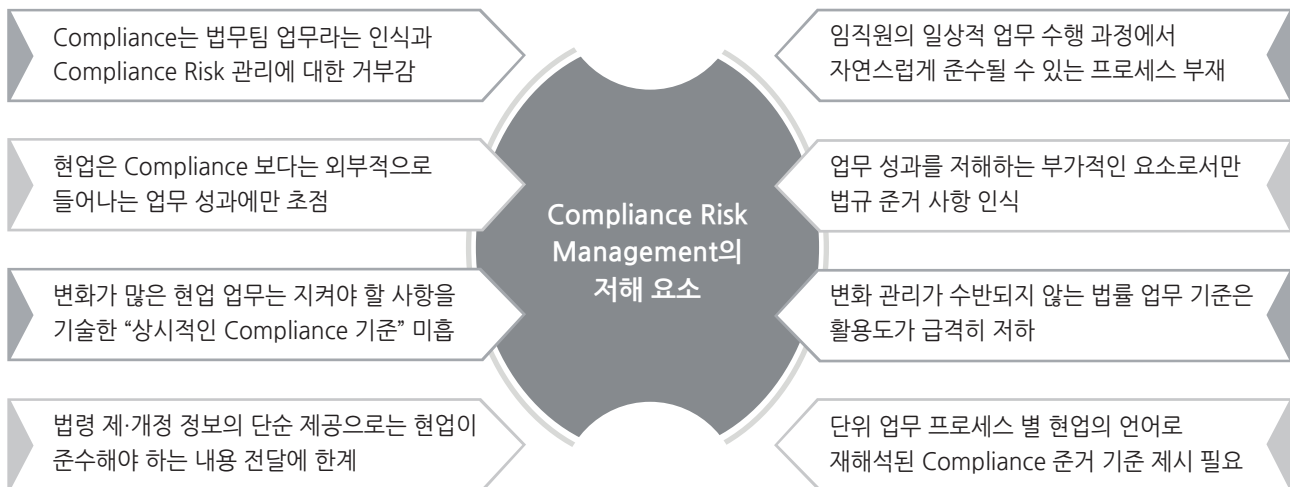 Compliance는 법무팀 업무라는 인식과
Compliance Risk 관리에 대한 거부감
현업은 Compliance 보다는 외부적으로
들어나는 업무 성과에만 초점
변화가 많은 현업 업무는 지켜야 할 사항을
기술한 “상시적인 Compliance 기준” 미흡
법령 제·개정 정보의 단순 제공으로는 현업이
준수해야 하는 내용 전달에 한계
Compliance Risk
Management의
저해 요소
임직원의 일상적 업무 수행 과정에서
자연스럽게 준수될 수 있는 프로세스 부재
업무 성과를 저해하는 부가적인 요소로서만
법규 준거 사항 인식
변화 관리가 수반되지 않는 법률 업무 기준은
활용도가 급격히 저하
단위 업무 프로세스 별 현업의 언어로
재해석된 Compliance 준거 기준 제시 필요